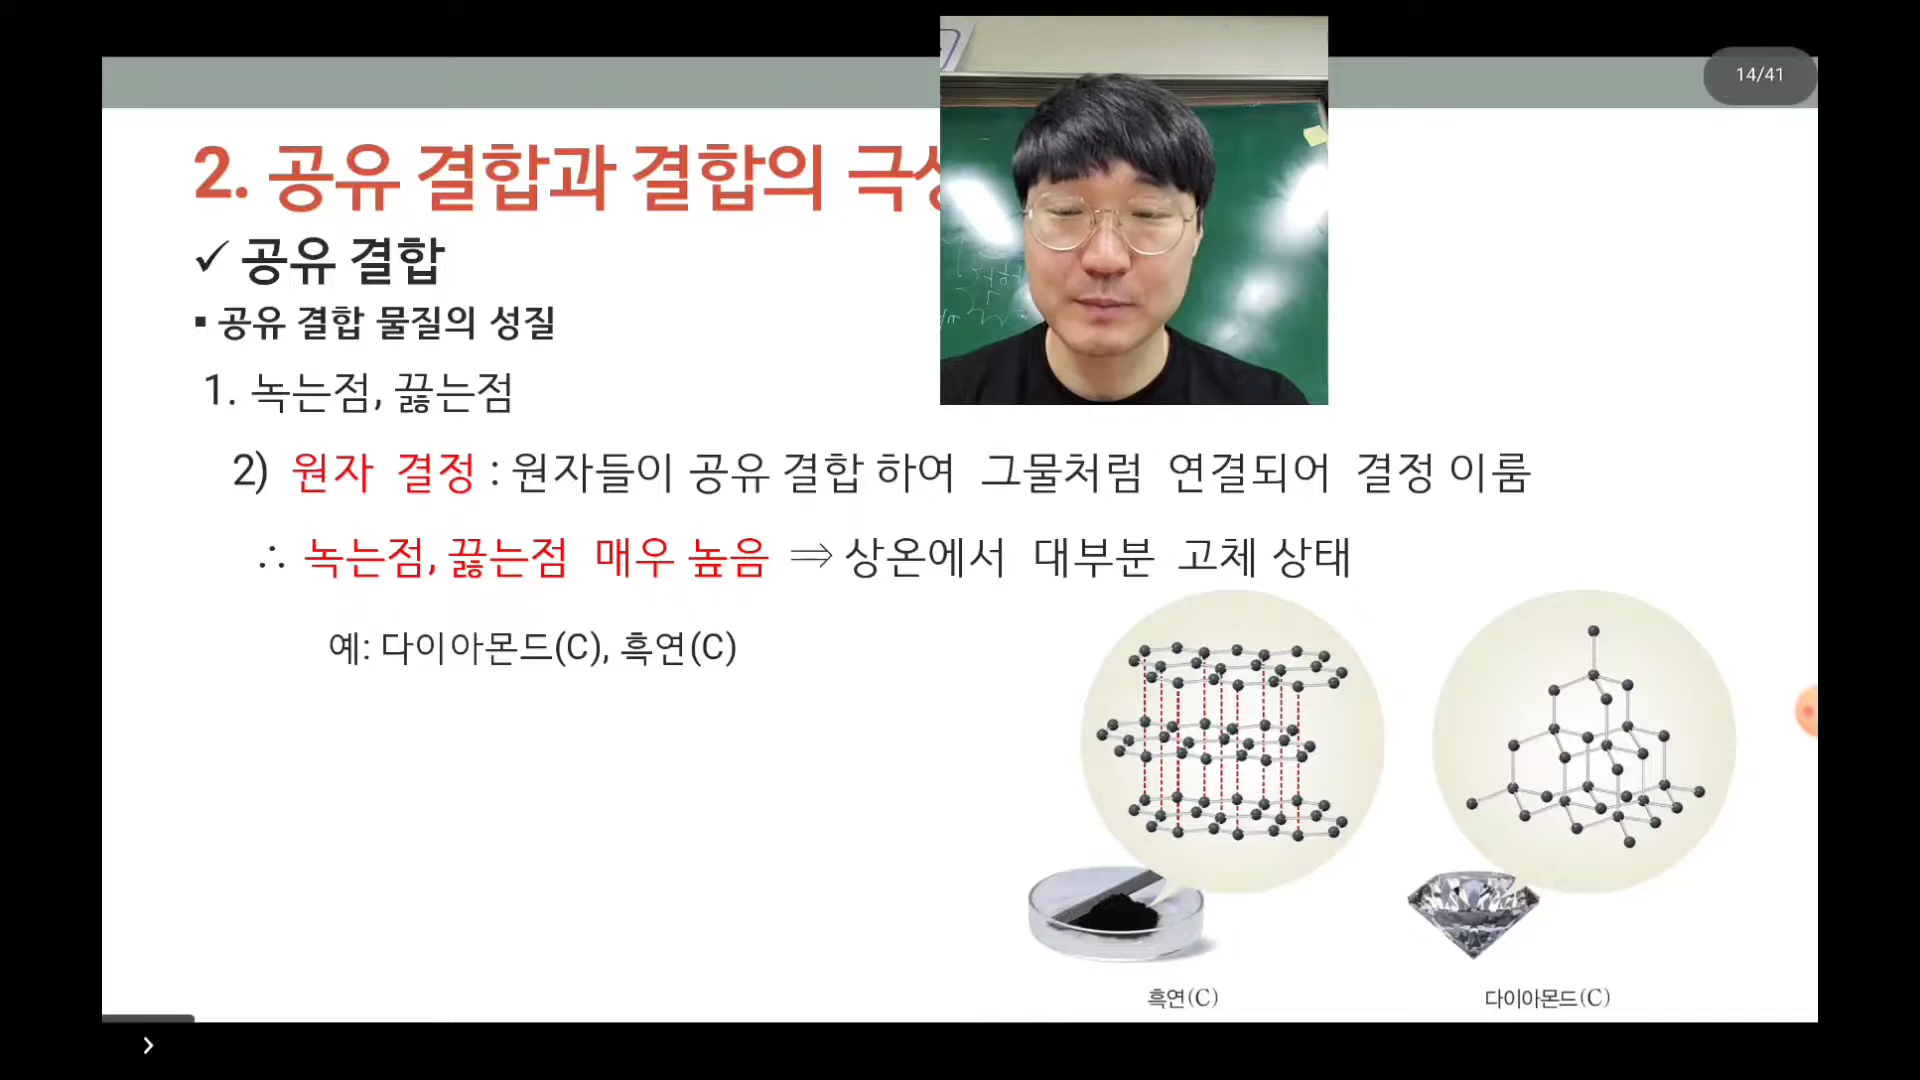 14/41
2. 공유 결합과 결합의
✓ 공유 결합
▪ 공유 결합 물질의 성질
1. 녹는점, 끓는점
2) 원자 결정 : 원자들이 공유 결합 하여 그물처럼 연결되어 결정 이룸
∴ 녹는점, 끓는점 매우 높음 ⇒ 상온에서 대부분 고체 상태
예: 다이아몬드(C), 흑연(C)
흑연(C)
다이아몬드(C)